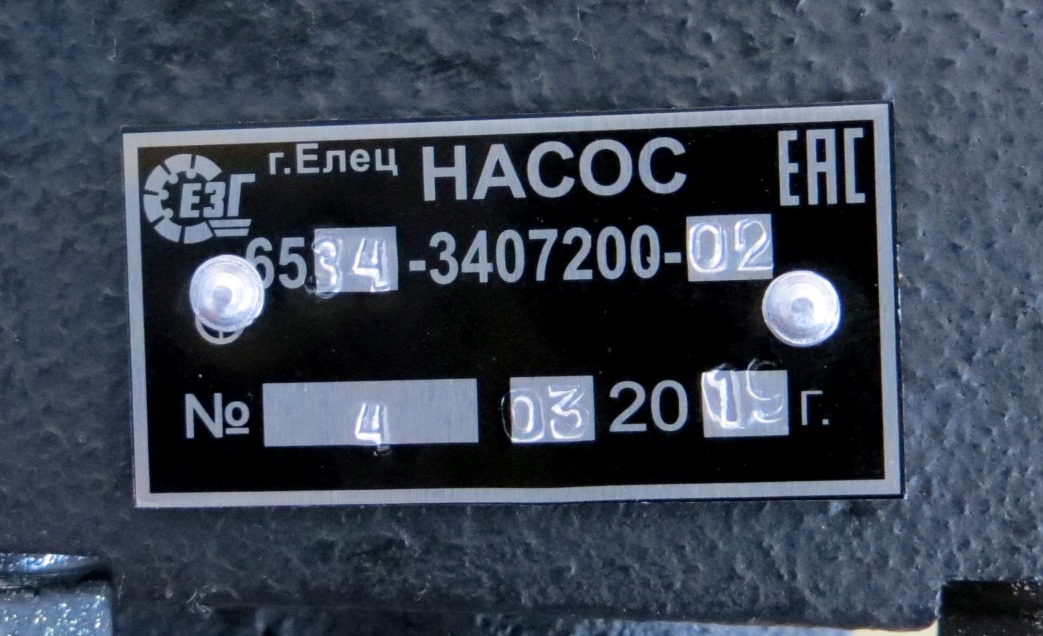 ЕЗГ г.Елец НАСОС ЕАС
6534-3407200-02
№ 4 03 2019 г.